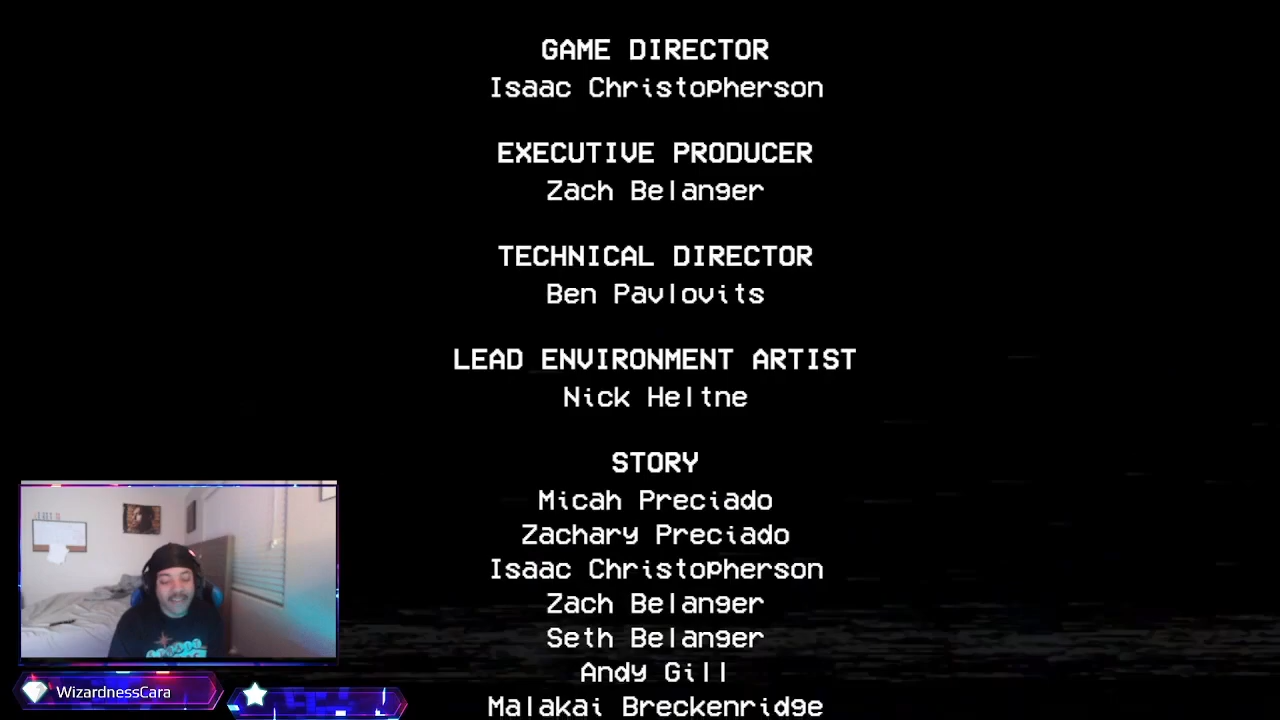 GAME DIRECTOR
Isaac Christopherson
EXECUTIVE PRODUCER
Zach Belanger
TECHNICAL DIRECTOR
Ben Pavlovits
LEAD ENVIRONMENT ARTIST
Nick Heltne
STORY
Micah Preciado
Zachary Preciado
Isaac Christopherson
Zach Belanger
Seth Belanger
Andy Gill
Malakai Breckenridge
WizardnessCara